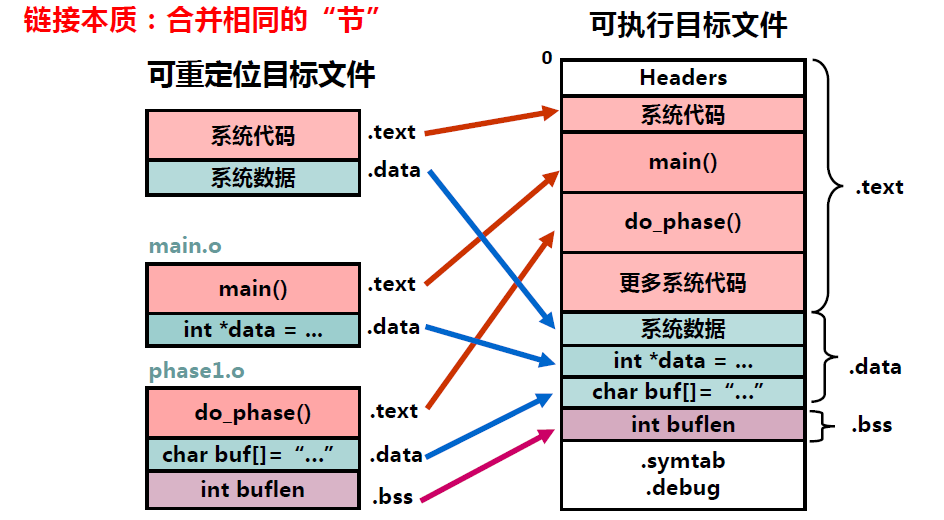 链接本质：合并相同的“节”
可重定位目标文件
系统代码
.text
系统数据
.data
main.o
main()
.text
int *data = ...
.data
phase1.o
do_phase()
.text
char buf[]= “...”
.data
int buflen
.bss
可执行目标文件
0
Headers
系统代码
main()
do_phase()
更多系统代码
.text
系统数据
int *data = ...
char buf[]= “...”
.data
int buflen
.bss
.symtab
.debug